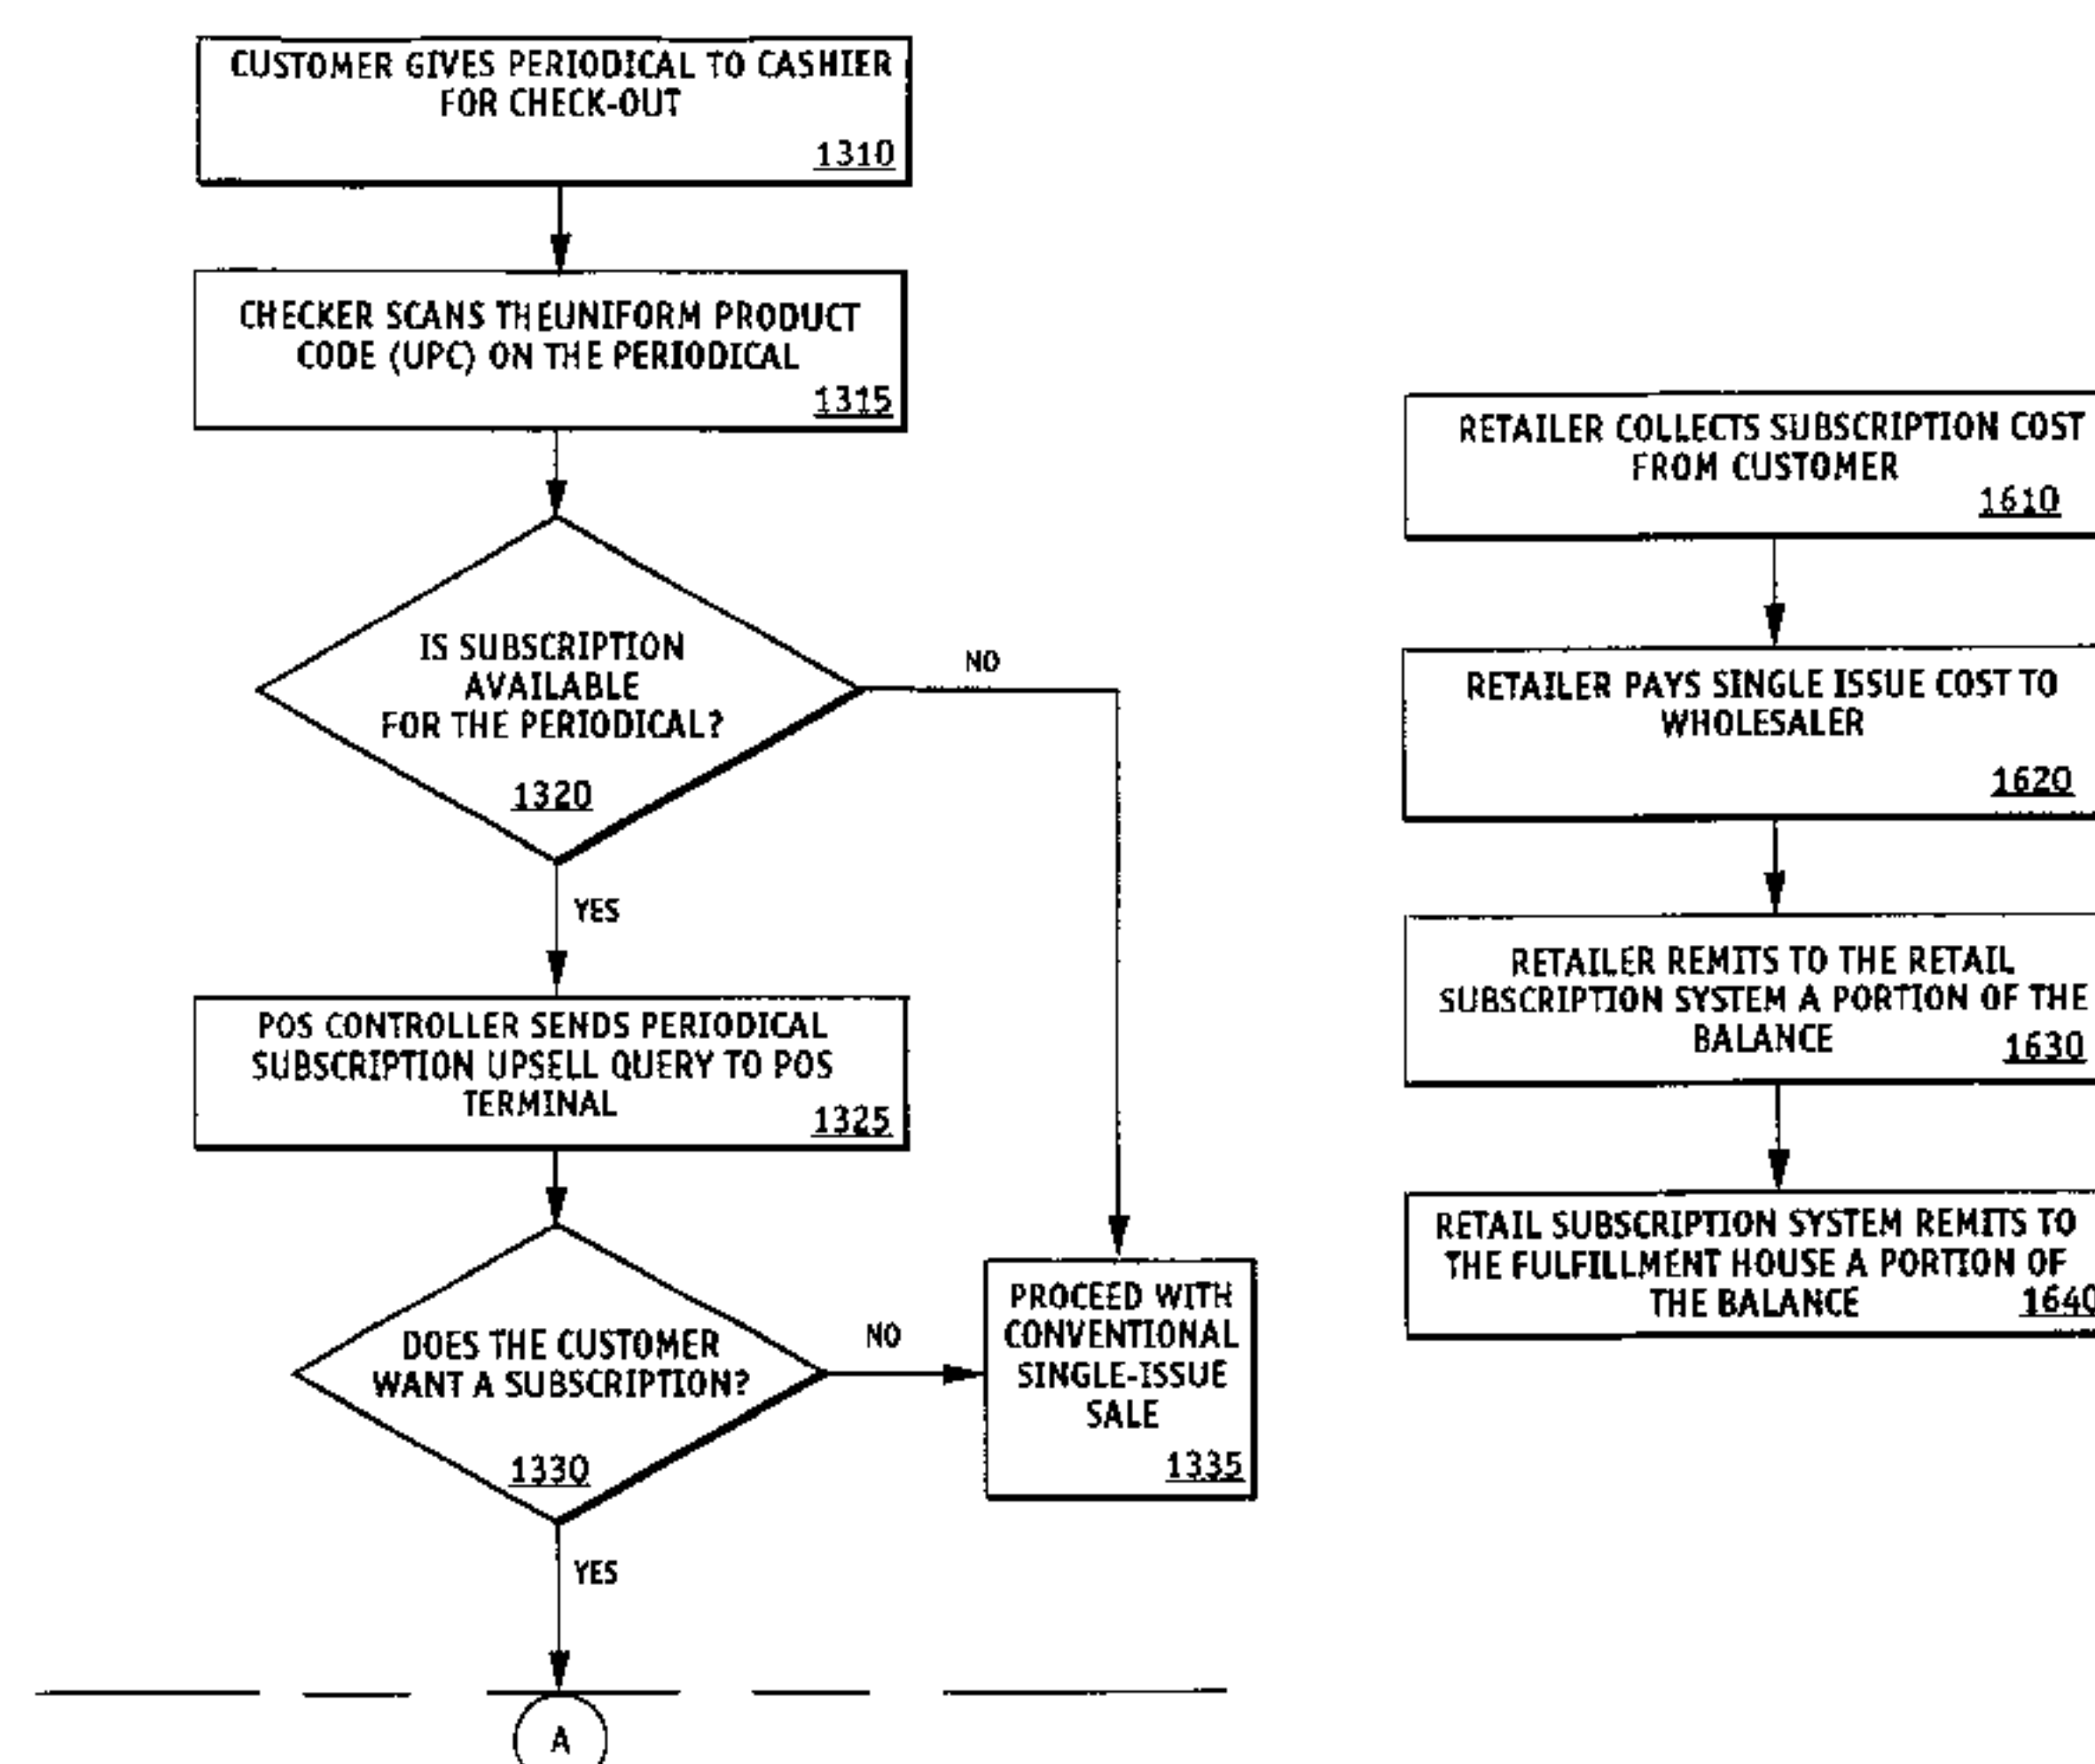 CUSTOMER GIVES PERIODICAL TO CASHIER
FOR CHECK-OUT
1310
CHECKER SCANS THEUNIFORM PRODUCT
CODE (UPC) ON THE PERIODICAL
1315
IS SUBSCRIPTION
AVAILABLE
FOR THE PERIODICAL?
1320
NO
YES
POS CONTROLLER SENDS PERIODICAL
SUBSCRIPTION UPSELL QUERY TO POS
TERMINAL
1325
DOES THE CUSTOMER
WANT A SUBSCRIPTION?
1330
NO
PROCEED WITH
CONVENTIONAL
SINGLE-ISSUE
SALE
1335
YES
A
RETAILER COLLECTS SUBSCRIPTION COST
FROM CUSTOMER
1610
RETAILER PAYS SINGLE ISSUE COST TO
WHOLESALER
1620
RETAILER REMITS TO THE RETAIL
SUBSCRIPTION SYSTEM A PORTION OF THE
BALANCE
1630
RETAIL SUBSCRIPTION SYSTEM REMITS TO
THE FULFILLMENT HOUSE A PORTION OF
THE BALANCE
1640